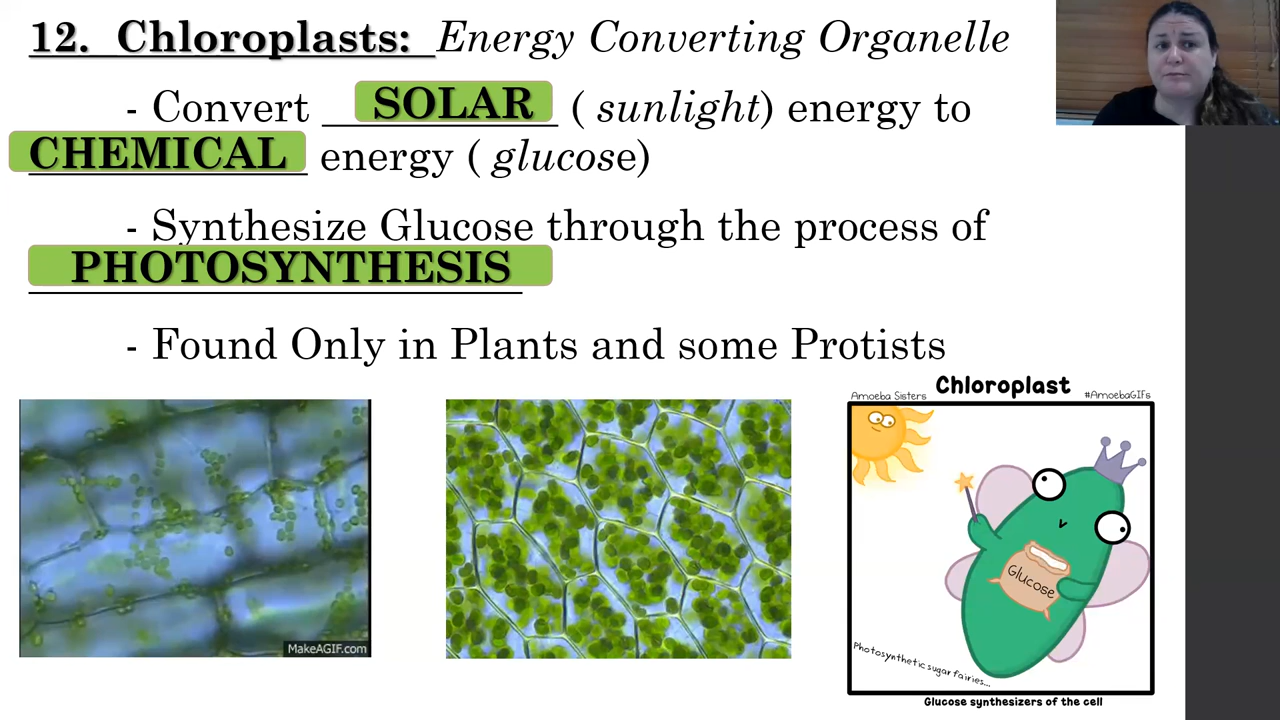 12. Chloroplasts: Energy Converting Organelle
- Convert SOLAR ( sunlight) energy to
CHEMICAL energy ( glucose)
- Synthesize Glucose through the process of
PHOTOSYNTHESIS
- Found Only in Plants and some Protists
MakeAGIF.com
Amoeba Sisters Chloroplast #AmoebaGIFs
Glucose
Photosynthetic sugar fairies...
Glucose synthesizers of the cell